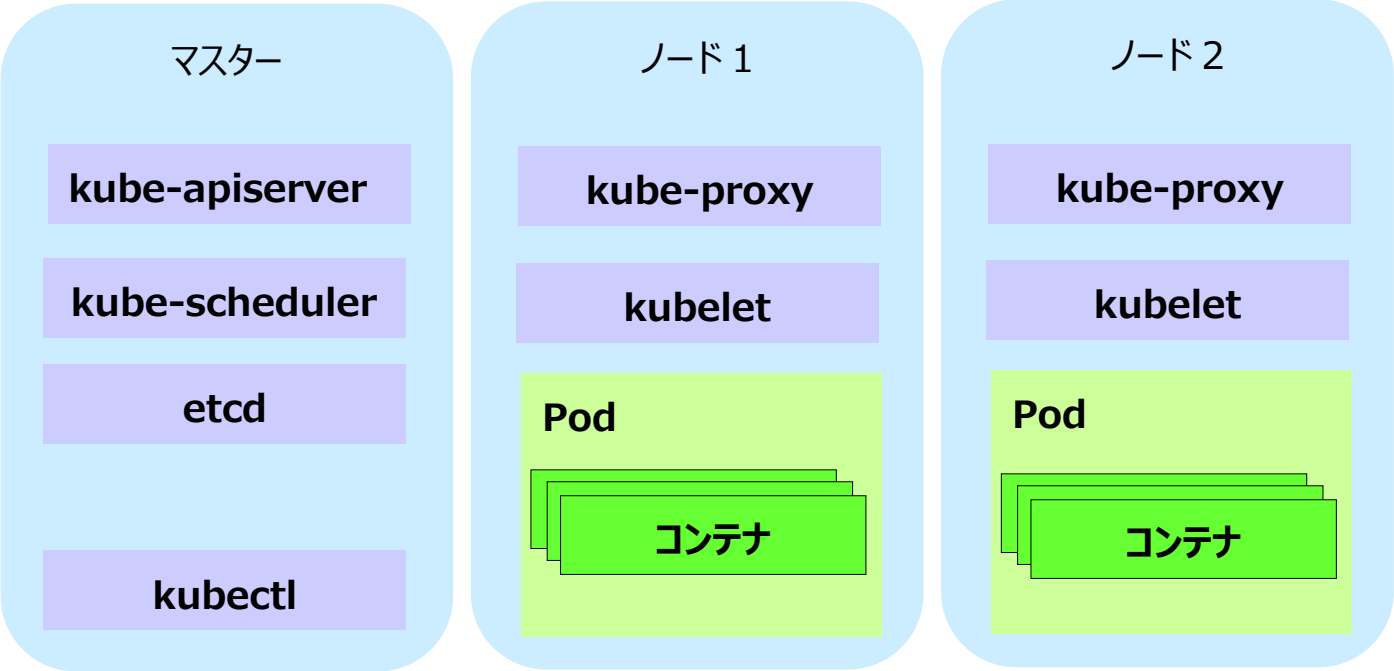 マスター
kube-apiserver
kube-scheduler
etcd
kubectl
ノード1
kube-proxy
kubelet
Pod
コンテナ
ノード2
kube-proxy
kubelet
Pod
コンテナ